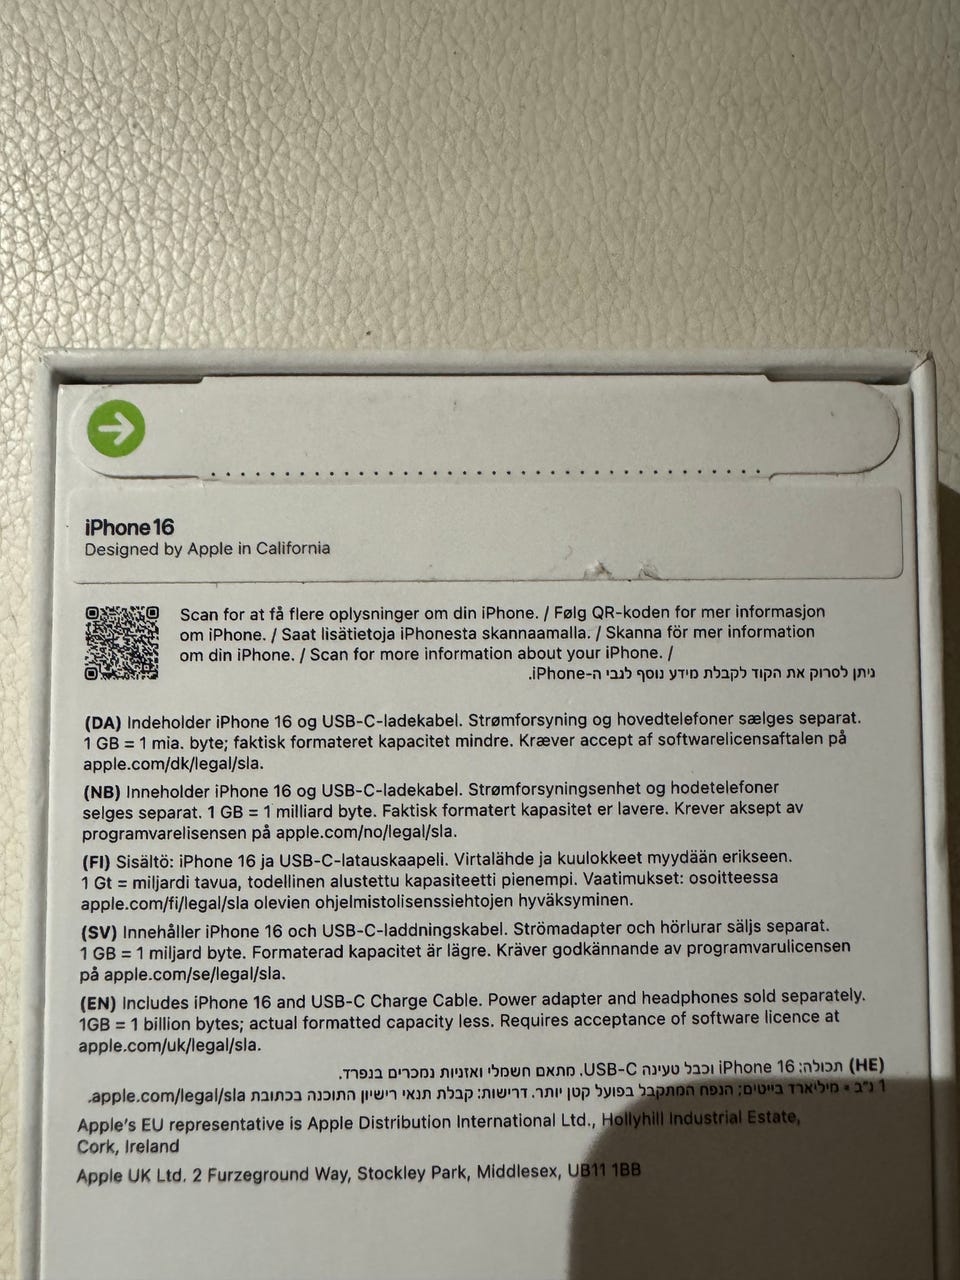 iPhone 16
Designed by Apple in California
Scan for at få flere oplysninger om din iPhone. / Følg QR-koden for mer informasjon
om iPhone. / Saat lisätietoja iPhonesta skannaamalla. / Skanna för mer information
om din iPhone. / Scan for more information about your iPhone. /
ניתן לסרוק את הקוד לקבלת מידע נוסף לגבי ה-iPhone.
(DA) Indeholder iPhone 16 og USB-C-ladekabel. Strømforsyning og hovedtelefoner sælges separat.
1 GB = 1 mia. byte; faktisk formateret kapacitet mindre. Kræver accept af softwarelicensaftalen på
apple.com/dk/legal/sla.
(NB) Inneholder iPhone 16 og USB-C-ladekabel. Strømforsyningsenhet og hodetelefoner
selges separat. 1 GB = 1 milliard byte. Faktisk formatert kapasitet er lavere. Krever aksept av
programvarelisensen på apple.com/no/legal/sla.
(FI) Sisältö: iPhone 16 ja USB-C-latauskaapeli. Virtalähde ja kuulokkeet myydään erikseen.
1 Gt = miljardi tavua, todellinen alustettu kapasiteetti pienempi. Vaatimukset: osoitteessa
apple.com/fi/legal/sla olevien ohjelmistolisenssiehtojen hyväksyminen.
(SV) Innehåller iPhone 16 och USB-C-laddningskabel. Strömadapter och hörlurar säljs separat.
1 GB = 1 miljard byte. Formaterad kapacitet är lägre. Kräver godkännande av programvarulicensen
på apple.com/se/legal/sla.
(EN) Includes iPhone 16 and USB-C Charge Cable. Power adapter and headphones sold separately.
1GB = 1 billion bytes; actual formatted capacity less. Requires acceptance of software licence at
apple.com/uk/legal/sla.
(HE) תכולה: iPhone 16 וכבל טעינה USB-C. מתאם חשמלי ואזניות נמכרים בנפרד.
1 ג"ב = מיליארד בייטים; הנפח המתקבל בפועל קטן יותר. דרישות: קבלת תנאי רישיון התוכנה בכתובת apple.com/legal/sla.
Apple's EU representative is Apple Distribution International Ltd., Hollyhill Industrial Estate,
Cork, Ireland
Apple UK Ltd. 2 Furzeground Way, Stockley Park, Middlesex, UB11 1BB